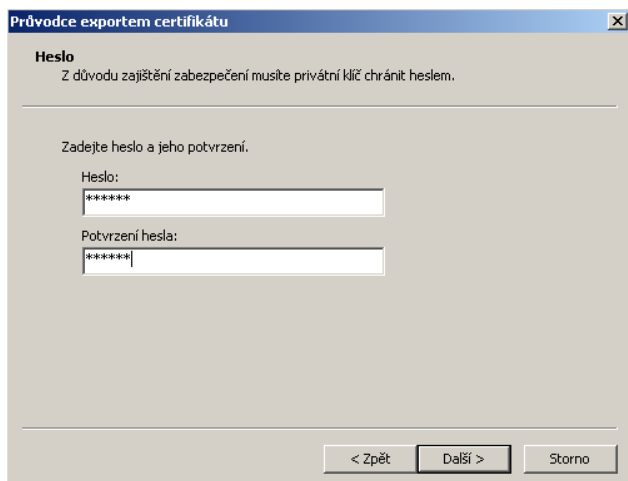 Průvodce exportem certifikátu
Heslo
Z důvodu zajištění zabezpečení musíte privátní klíč chránit heslem.
Zadejte heslo a jeho potvrzení.
Heslo:
******
Potvrzení hesla:
******
< Zpět Další > Storno